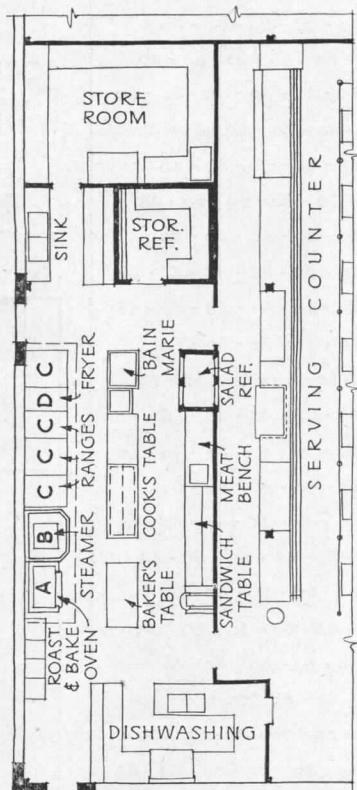 STORE
ROOM
SINK
STOR.
REF.
C
D
C
C
C
B
A
FRYER
RANGES
STEAMER
ROAST
& BAKE
OVEN
BAIN
MARIE
COOK'S TABLE
BAKER'S
TABLE
SALAD
REF.
MEAT
BENCH
SANDWICH
TABLE
SERVING COUNTER
DISHWASHING